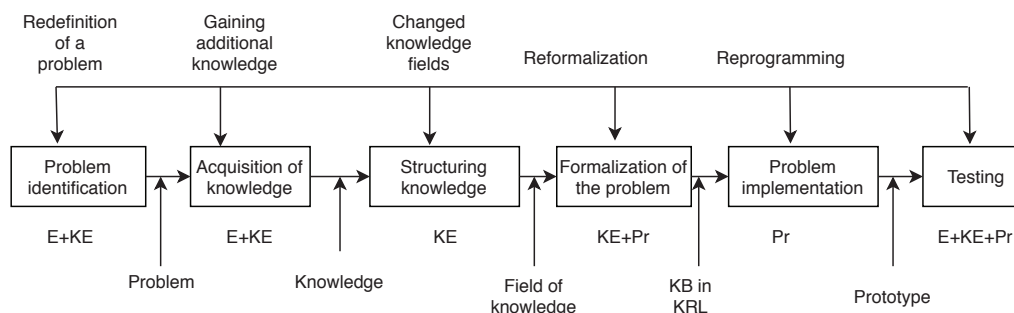 Redefinition
of a
problem
Gaining
additional
knowledge
Changed
knowledge
fields
Reformalization
Reprogramming
Problem
identification
Acquisition of
knowledge
Structuring
knowledge
Formalization of
the problem
Problem
implementation
Testing
E+KE
E+KE
KE
KE+Pr
Pr
E+KE+Pr
Problem
Knowledge
Field of
knowledge
KB in
KRL
Prototype